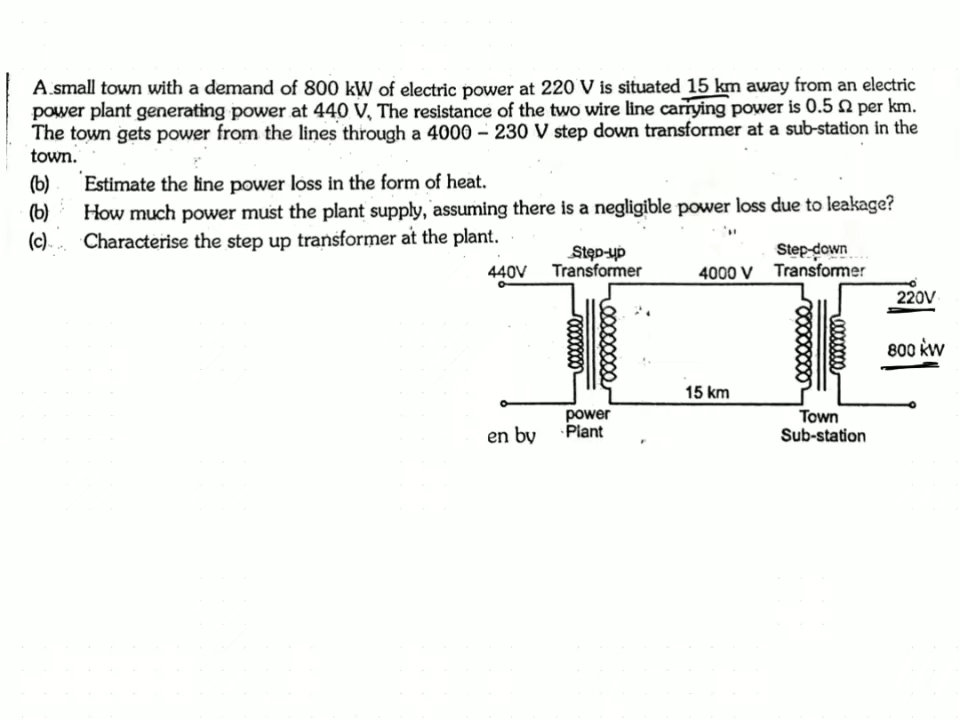 A small town with a demand of 800 kW of electric power at 220 V is situated 15 km away from an electric
power plant generating power at 440 V, The resistance of the two wire line carrying power is 0.5 Ω per km.
The town gets power from the lines through a 4000 – 230 V step down transformer at a sub-station in the
town.
(b) Estimate the line power loss in the form of heat.
(b) How much power must the plant supply, assuming there is a negligible power loss due to leakage?
(c) Characterise the step up transformer at the plant.
Step-up Step-down
440V Transformer 4000 V Transformer
220V
800 kW
15 km
power Town
en by Plant Sub-station